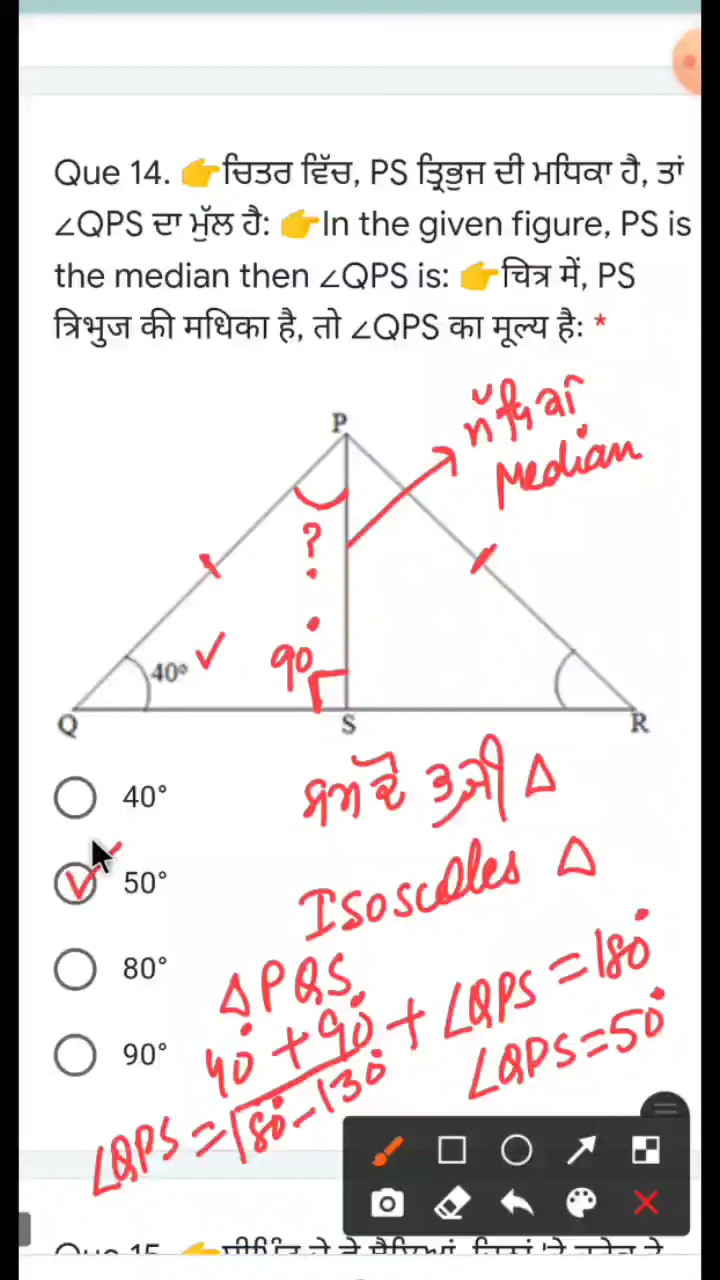 Que 14. 👉ਚਿਤਰ ਵਿੱਚ, PS ਤ੍ਰਿਭੁਜ ਦੀ ਮਧਿਕਾ ਹੈ, ਤਾਂ
∠QPS ਦਾ ਮੁੱਲ ਹੈ: 👉In the given figure, PS is
the median then ∠QPS is: 👉चित्र में, PS
त्रिभुज की मधिका है, तो ∠QPS का मूल्य है: *
P
Median
?
40°
90°
Q
S
R
40°
50°
80°
90°
Δ
Isosceles Δ
ΔPQS
40° + 90° + ∠QPS = 180°
∠QPS = 180° - 130°
∠QPS = 50°
Que 15. 👉